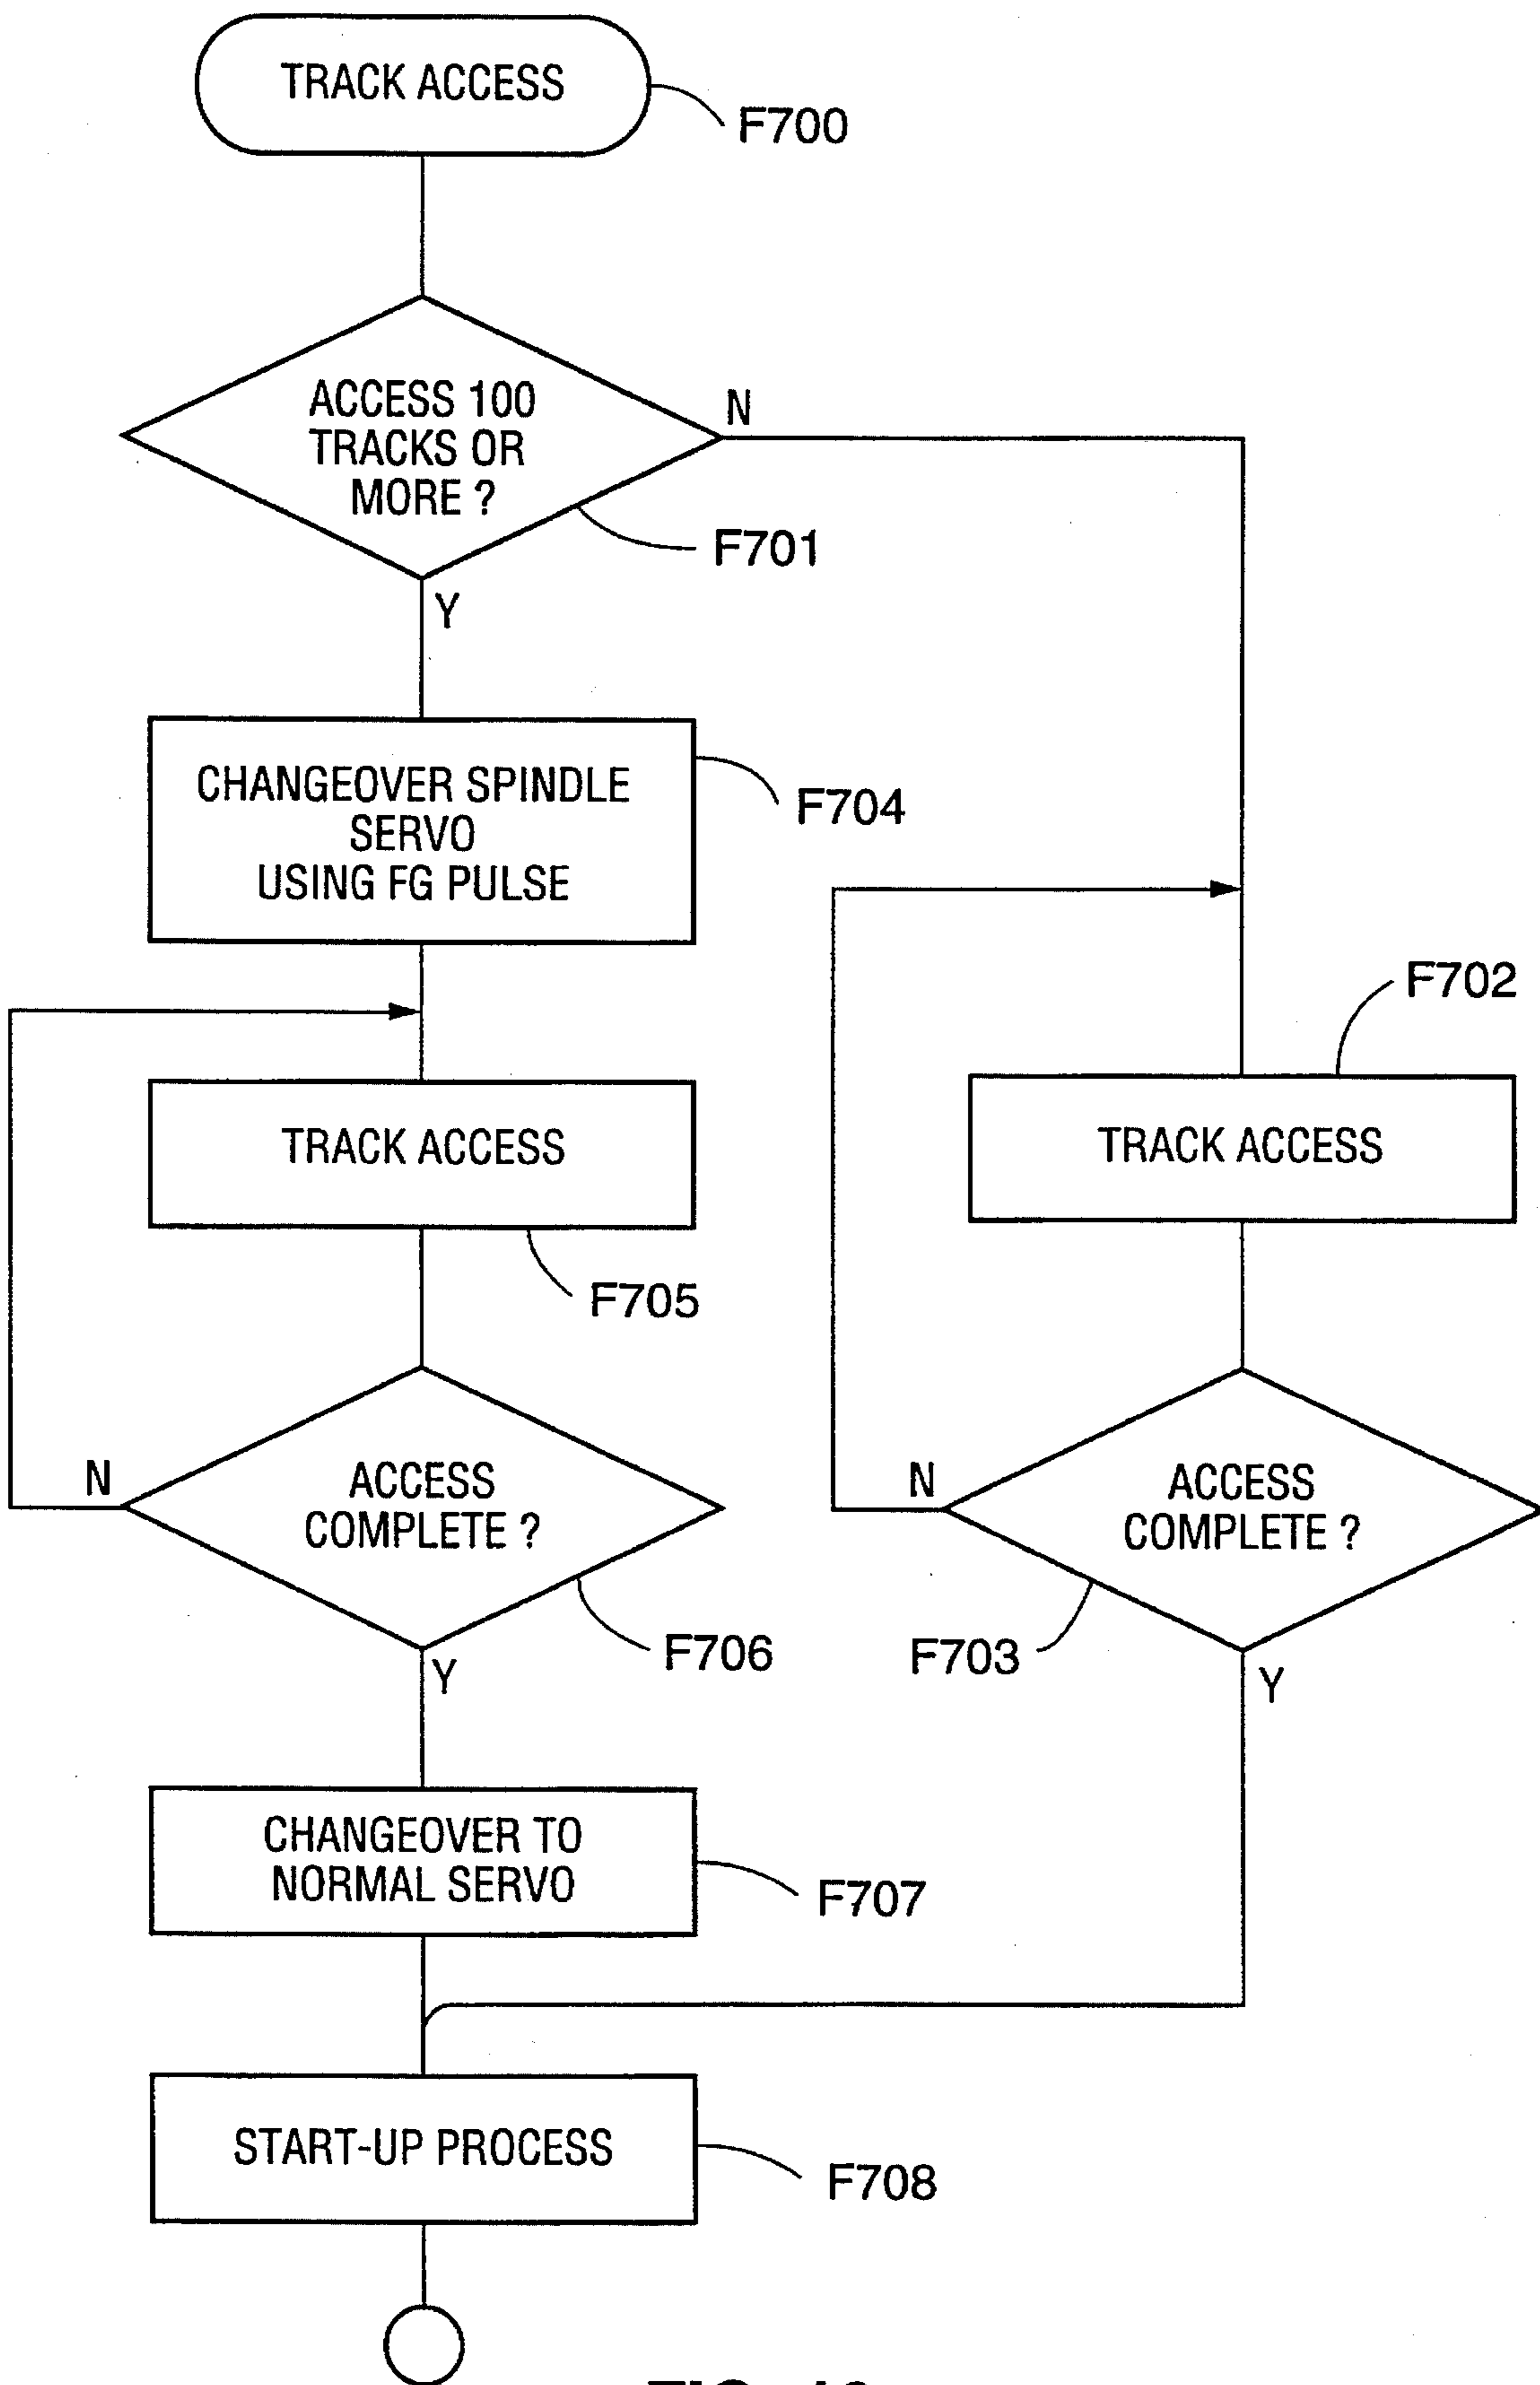 TRACK ACCESS
F700
ACCESS 100
TRACKS OR
MORE ?
N
F701
Y
CHANGEOVER SPINDLE
SERVO
USING FG PULSE
F704
F702
TRACK ACCESS
TRACK ACCESS
F705
N
ACCESS
COMPLETE ?
N
ACCESS
COMPLETE ?
F706
F703
Y
Y
CHANGEOVER TO
NORMAL SERVO
F707
START-UP PROCESS
F708